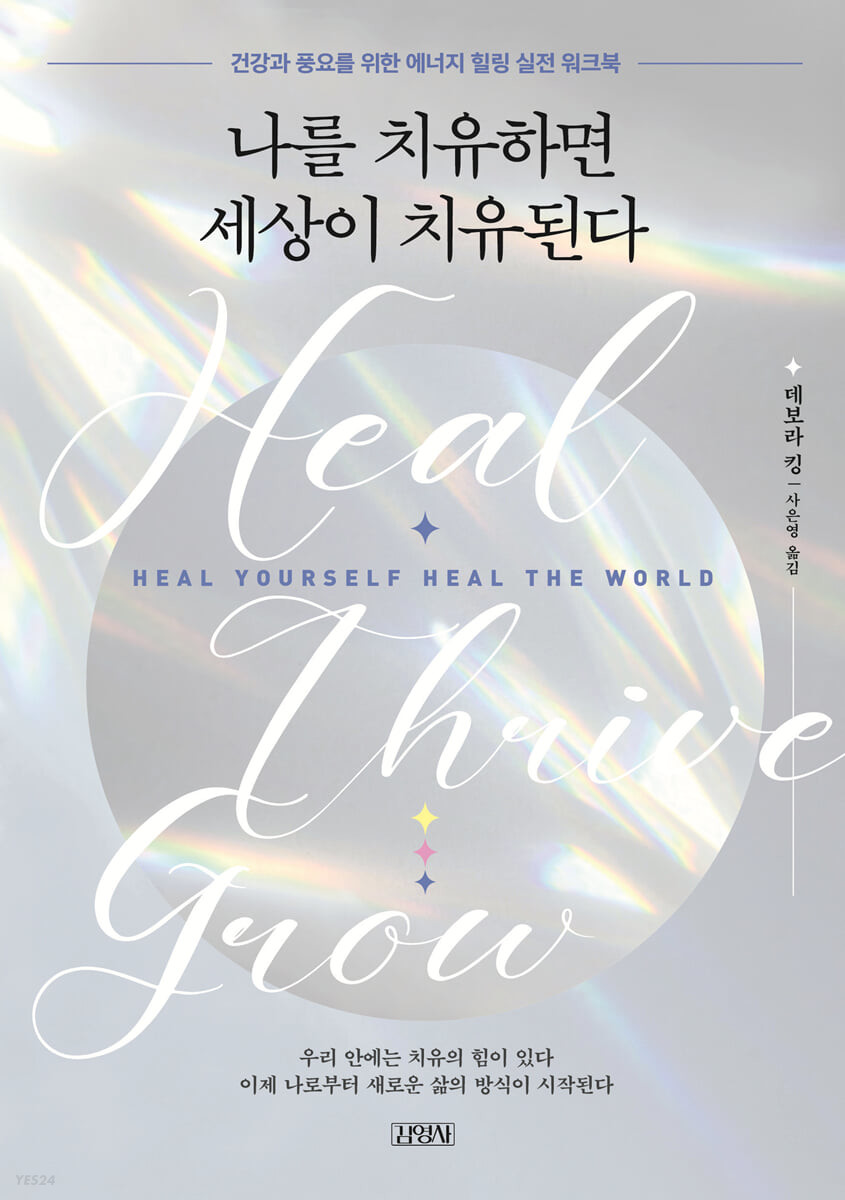 건강과 풍요를 위한 에너지 힐링 실전 워크북
나를 치유하면
세상이 치유된다
Heal
HEAL YOURSELF HEAL THE WORLD
Thrive
Grow
데보라 킹 — 사은영 옮김
우리 안에는 치유의 힘이 있다
이제 나로부터 새로운 삶의 방식이 시작된다
김영사
YES24